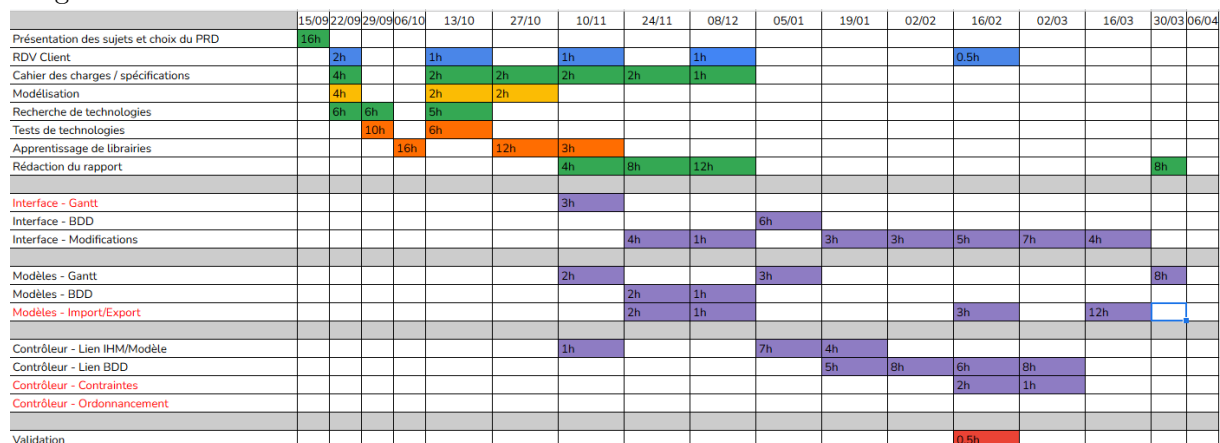 15/09 22/09 29/09 06/10 13/10 27/10 10/11 24/11 08/12 05/01 19/01 02/02 16/02 02/03 16/03 30/03 06/04
Présentation des sujets et choix du PRD 16h
RDV Client 2h 1h 1h 1h 0.5h
Cahier des charges / spécifications 4h 2h 2h 2h 2h 1h
Modélisation 4h 2h 2h
Recherche de technologies 6h 6h 5h
Tests de technologies 10h 6h
Apprentissage de librairies 16h 12h 3h
Rédaction du rapport 4h 8h 12h 8h
Interface - Gantt 3h
Interface - BDD 6h
Interface - Modifications 4h 1h 3h 3h 5h 7h 4h
Modèles - Gantt 2h 3h 8h
Modèles - BDD 2h 1h
Modèles - Import/Export 2h 1h 3h 12h
Contrôleur - Lien IHM/Modèle 1h 7h 4h
Contrôleur - Lien BDD 5h 8h 6h 8h
Contrôleur - Contraintes 2h 1h
Contrôleur - Ordonnancement
Validation 0.5h